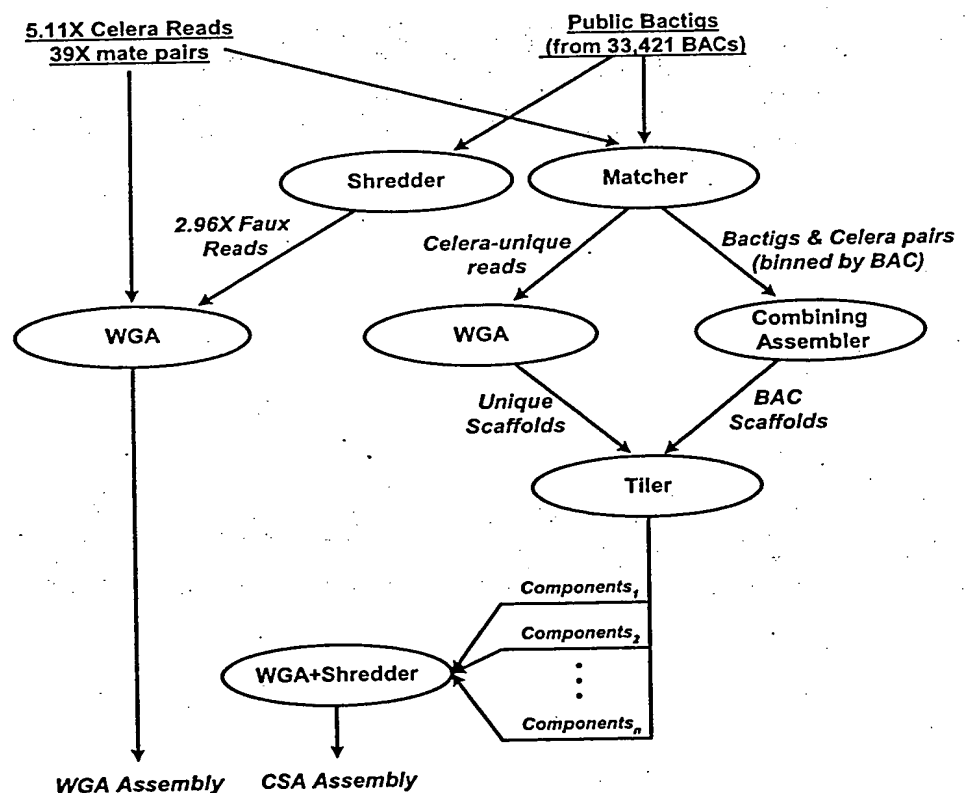 5.11X Celera Reads
39X mate pairs
Public Bactigs
(from 33,421 BACs)
Shredder
Matcher
2.96X Faux
Reads
Celera-unique
reads
Bactigs & Celera pairs
(binned by BAC)
WGA
WGA
Combining
Assembler
Unique
Scaffolds
BAC
Scaffolds
Tiler
Components1
Components2
WGA+Shredder
Componentsn
WGA Assembly
CSA Assembly